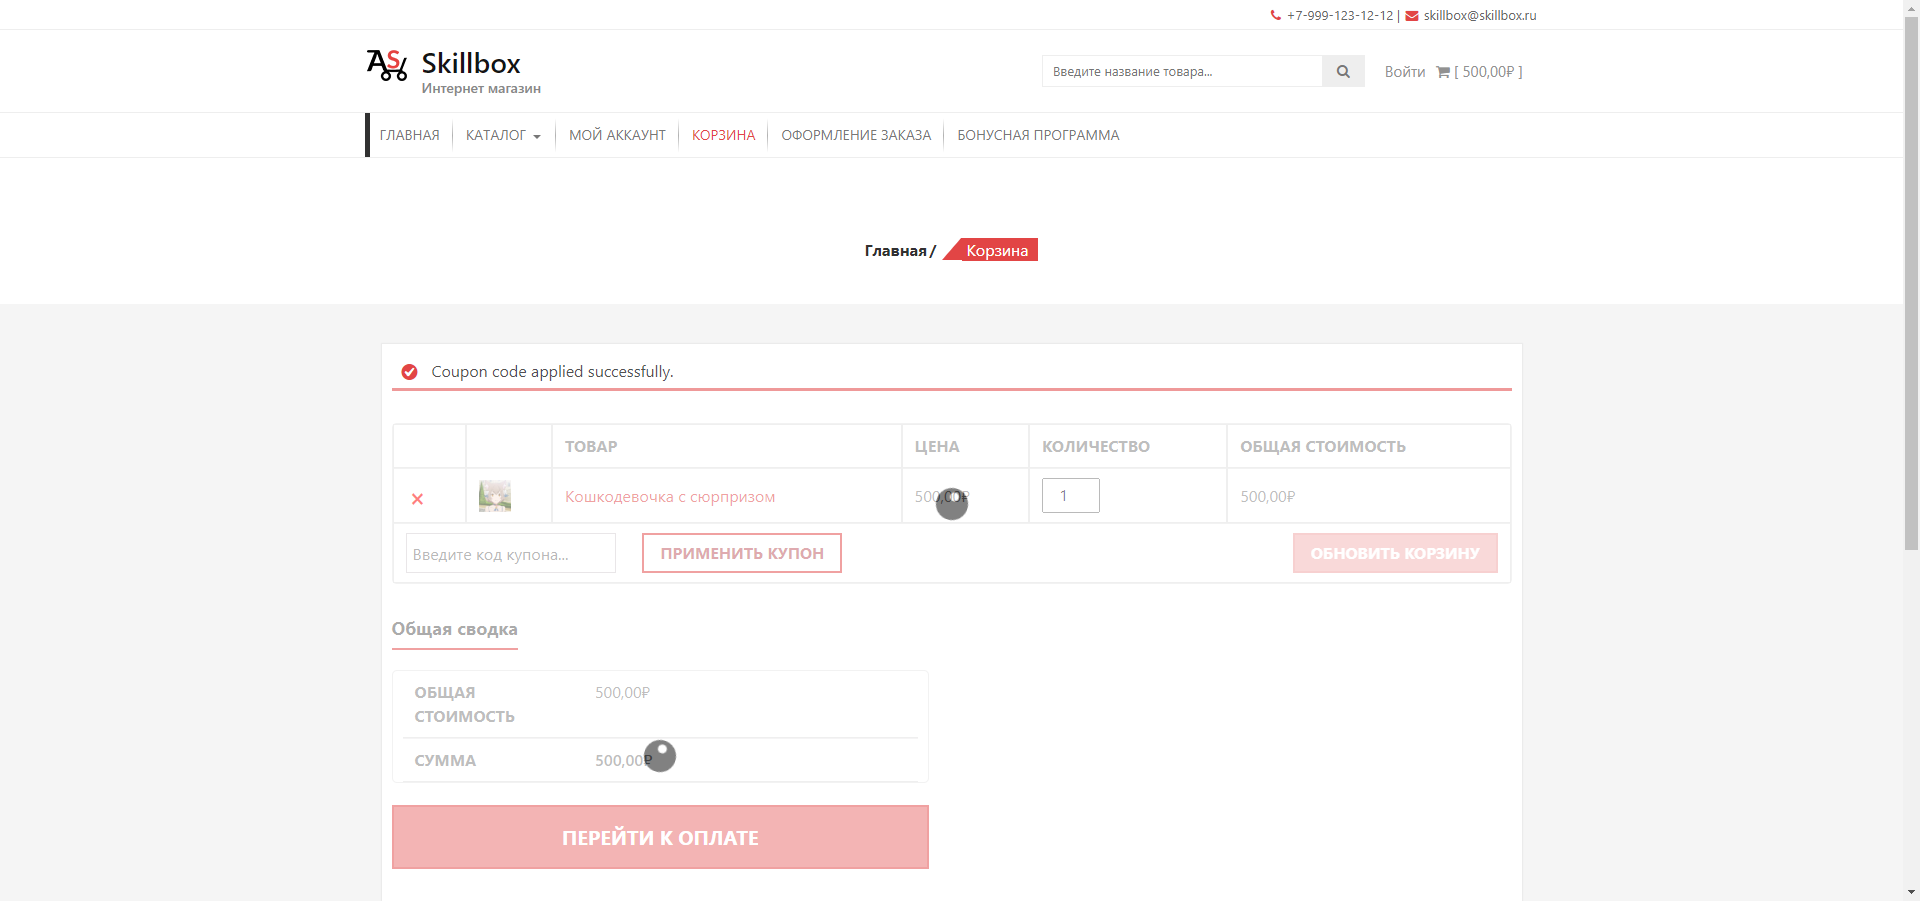 +7-999-123-12-12 | skillbox@skillbox.ru
AS Skillbox
Интернет магазин
Введите название товара...
Войти [ 500,00₽ ]
ГЛАВНАЯ КАТАЛОГ МОЙ АККАУНТ КОРЗИНА ОФОРМЛЕНИЕ ЗАКАЗА БОНУСНАЯ ПРОГРАММА
Главная / Корзина
Coupon code applied successfully.
ТОВАР ЦЕНА КОЛИЧЕСТВО ОБЩАЯ СТОИМОСТЬ
Кошкодевочка с сюрпризом 500,00₽ 1 500,00₽
Введите код купона... ПРИМЕНИТЬ КУПОН ОБНОВИТЬ КОРЗИНУ
Общая сводка
ОБЩАЯ СТОИМОСТЬ 500,00₽
СУММА 500,00₽
ПЕРЕЙТИ К ОПЛАТЕ